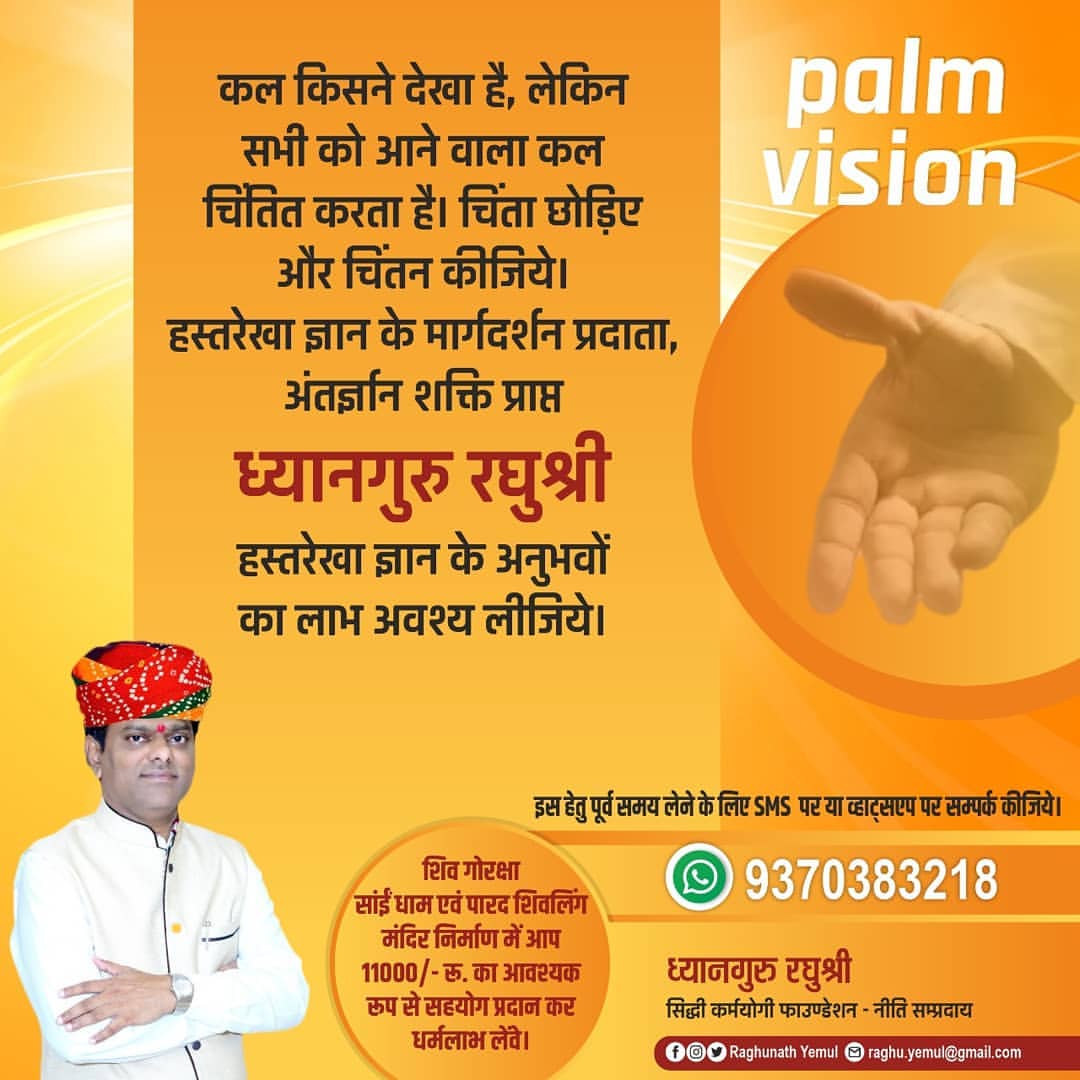 palm
vision
कल किसने देखा है, लेकिन
सभी को आने वाला कल
चिंतित करता है। चिंता छोड़िए
और चिंतन कीजिये।
हस्तरेखा ज्ञान के मार्गदर्शन प्रदाता,
अंतर्ज्ञान शक्ति प्राप्त
ध्यानगुरु रघुश्री
हस्तरेखा ज्ञान के अनुभवों
का लाभ अवश्य लीजिये।
इस हेतु पूर्व समय लेने के लिए SMS पर या व्हाट्सएप पर सम्पर्क कीजिये।
9370383218
शिव गोरक्षा
सांईं धाम एवं पारद शिवलिंग
मंदिर निर्माण में आप
11000/- रू. का आवश्यक
रूप से सहयोग प्रदान कर
धर्मलाभ लेंवे।
ध्यानगुरु रघुश्री
सिद्धी कर्मयोगी फाउण्डेशन - नीति सम्प्रदाय
Raghunath Yemul raghu.yemul@gmail.com